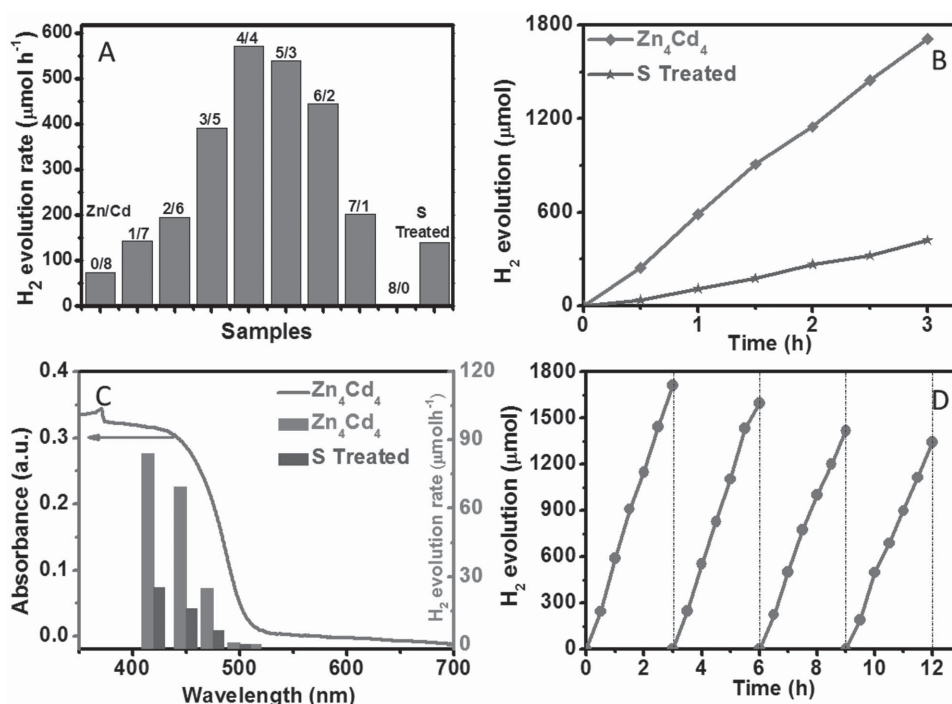 A
H₂ evolution rate (μmol h⁻¹)
600
500
400
300
200
100
0
Zn/Cd
0/8
1/7
2/6
3/5
4/4
5/3
6/2
7/1
8/0
S
Treated
Samples
B
Zn₄Cd₄
S Treated
H₂ evolution (μmol)
1800
1200
600
0
0 1 2 3
Time (h)
C
Zn₄Cd₄
Zn₄Cd₄
S Treated
Absorbance (a.u.)
0.4
0.3
0.2
0.1
0.0
400 500 600 700
Wavelength (nm)
120
90
60
30
0
H₂ evolution rate (μmolh⁻¹)
D
H₂ evolution (μmol)
1800
1500
1200
900
600
300
0
0 2 4 6 8 10 12
Time (h)